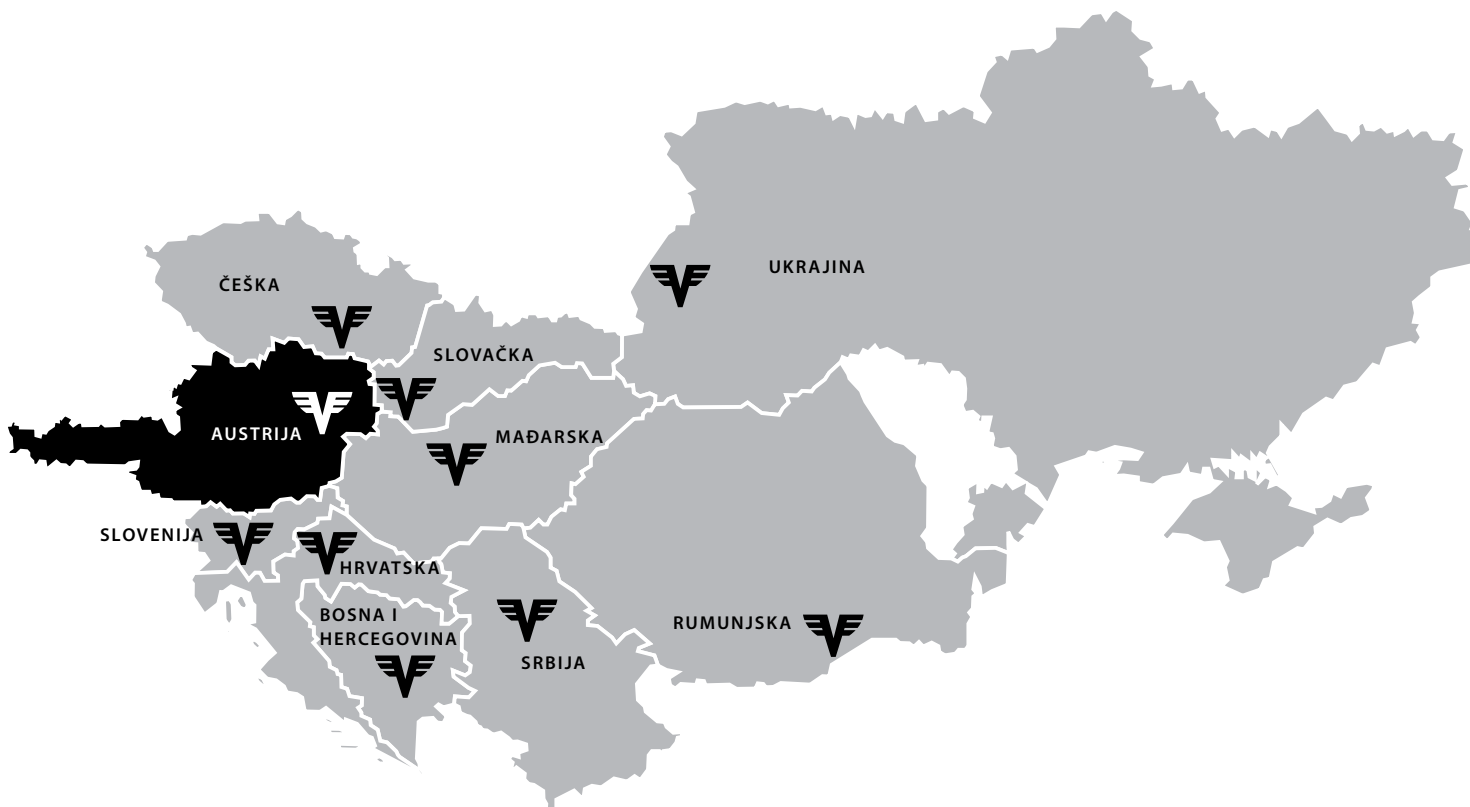 UKRAJINA
ČEŠKA
SLOVAČKA
AUSTRIJA
MAĐARSKA
SLOVENIJA
HRVATSKA
BOSNA I
HERCEGOVINA
RUMUNJSKA
SRBIJA